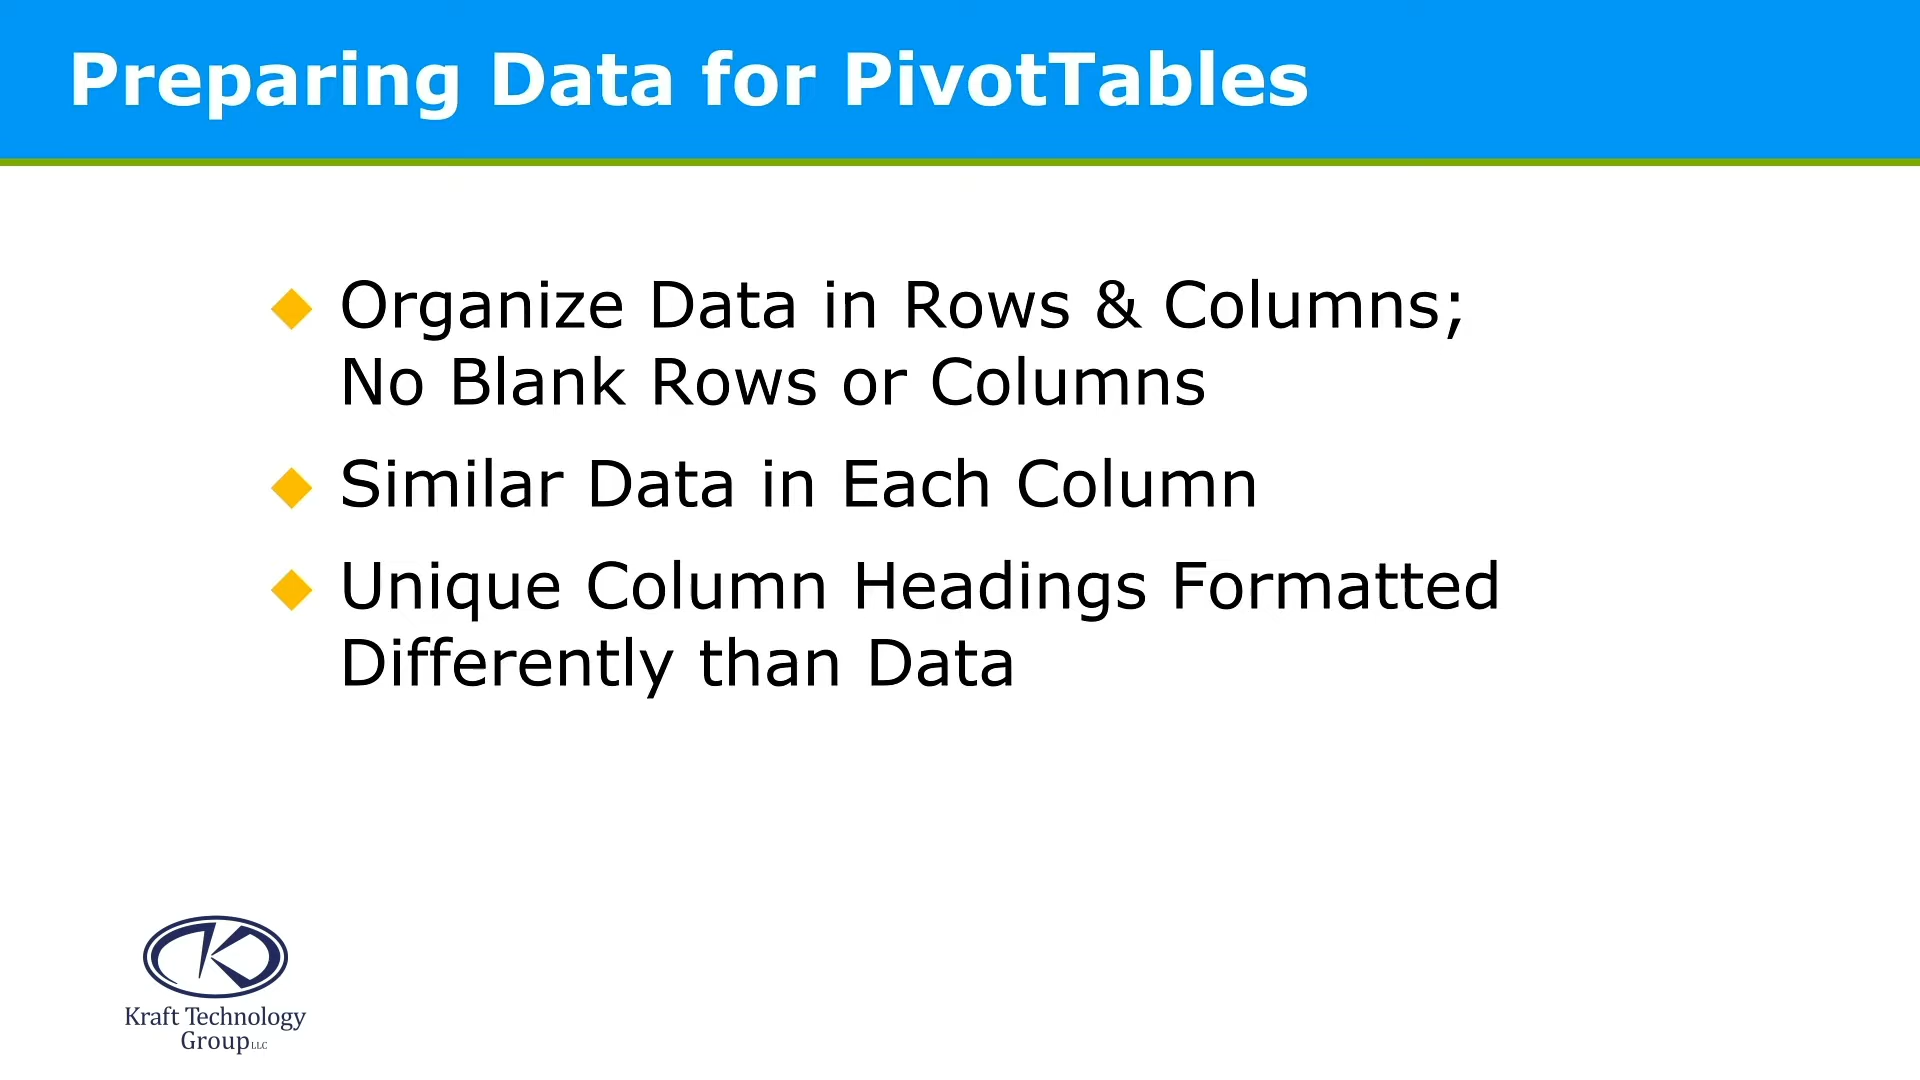 Preparing Data for PivotTables
Organize Data in Rows & Columns;
No Blank Rows or Columns
Similar Data in Each Column
Unique Column Headings Formatted
Differently than Data
Kraft Technology
Group LLC